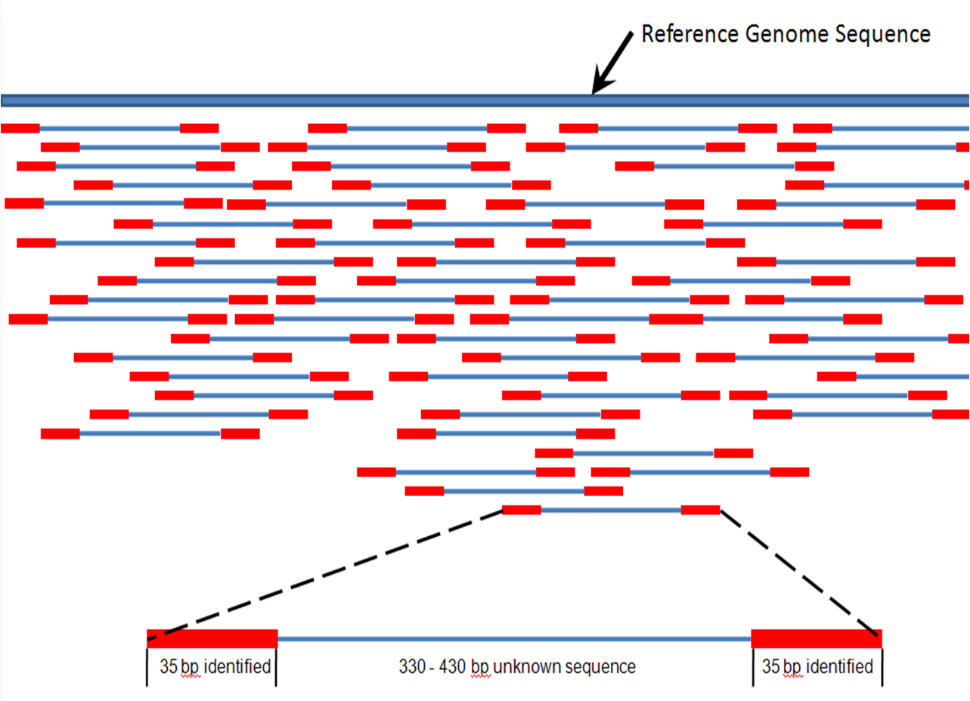 Reference Genome Sequence
35 bp identified
330 - 430 bp unknown sequence
35 bp identified